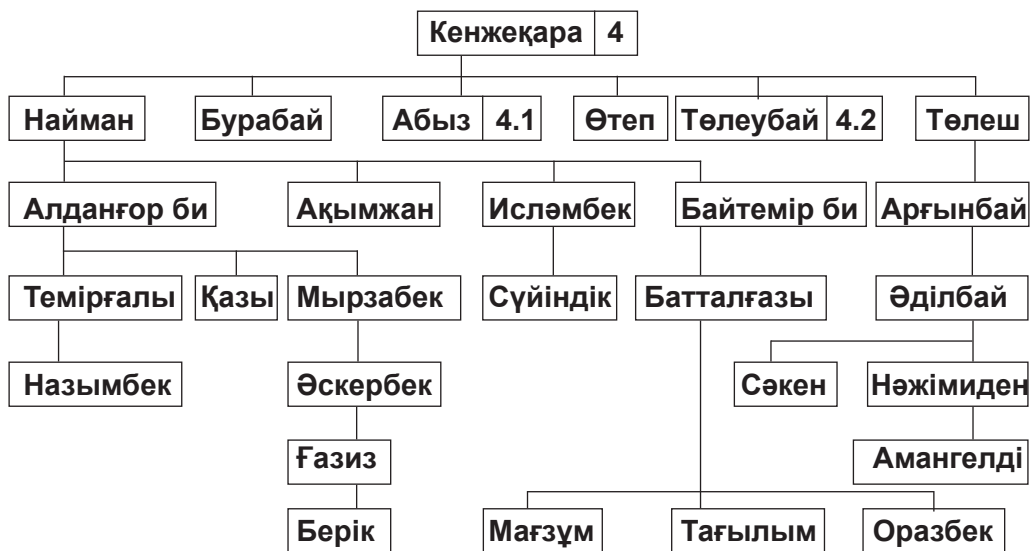 Кенжеқара 4
Найман Бурабай Абыз 4.1 Өтеп Төлеубай 4.2 Төлеш
Алданғор би Ақымжан Исләмбек Байтемір би Арғынбай
Темірғалы Қазы Мырзабек Сүйіндік Батталғазы Әділбай
Назымбек Әскербек Сәкен Нәжімиден
Ғазиз Амангелді
Берік Мағзұм Тағылым Оразбек